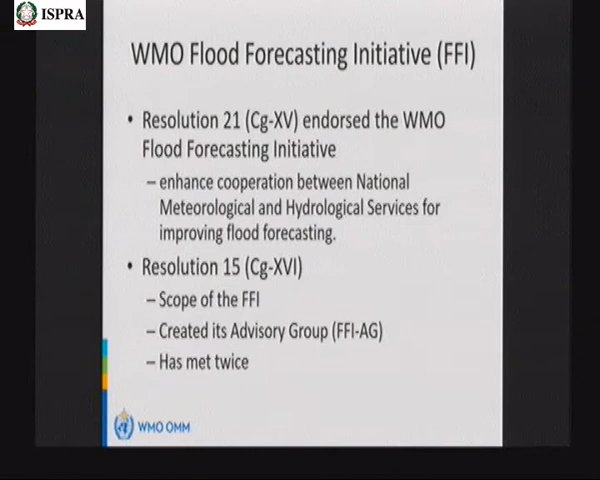 ISPRA
WMO Flood Forecasting Initiative (FFI)
• Resolution 21 (Cg-XV) endorsed the WMO
Flood Forecasting Initiative
– enhance cooperation between National
Meteorological and Hydrological Services for
improving flood forecasting.
• Resolution 15 (Cg-XVI)
– Scope of the FFI
– Created its Advisory Group (FFI-AG)
– Has met twice
WMO OMM